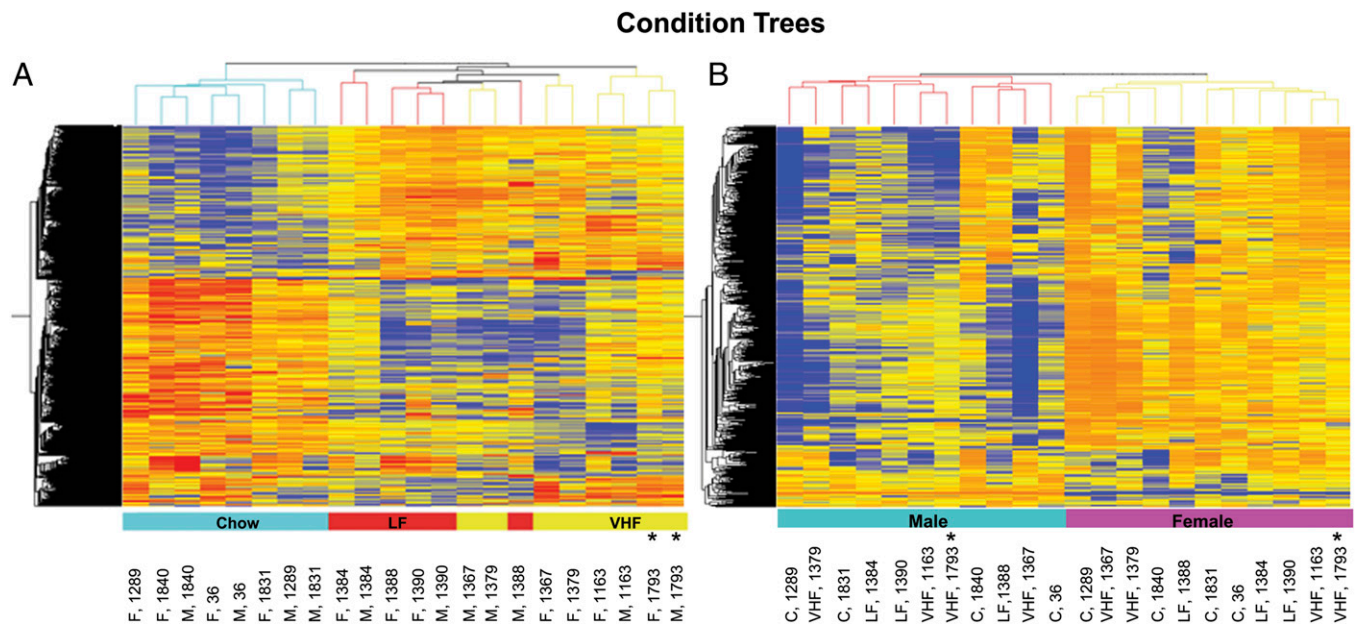 Condition Trees
A
B
Chow LF VHF
* *
F, 1289
F, 1840
M, 1840
F, 36
M, 36
F, 1831
M, 1289
M, 1831
F, 1384
M, 1384
F, 1388
F, 1390
M, 1390
M, 1367
M, 1379
M, 1388
F, 1367
F, 1379
F, 1163
M, 1163
F, 1793
M, 1793
Male Female
* *
C, 1289
VHF, 1379
C, 1831
LF, 1384
LF, 1390
VHF, 1163
VHF, 1793
C, 1840
LF,1388
VHF, 1367
C, 36
C, 1289
VHF, 1367
VHF, 1379
C, 1840
LF, 1388
C, 1831
C, 36
LF, 1384
LF, 1390
VHF, 1163
VHF, 1793